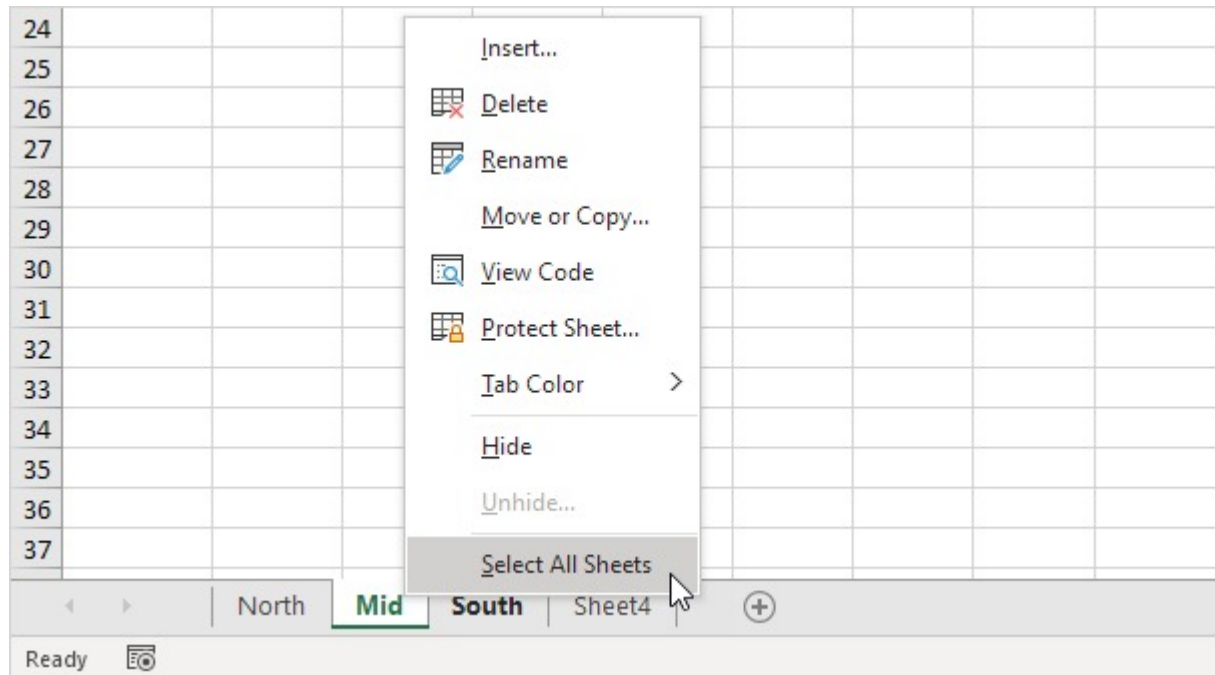 24
25
26
27
28
29
30
31
32
33
34
35
36
37
Insert...
Delete
Rename
Move or Copy...
View Code
Protect Sheet...
Tab Color
Hide
Unhide...
Select All Sheets
North Mid South Sheet4
Ready